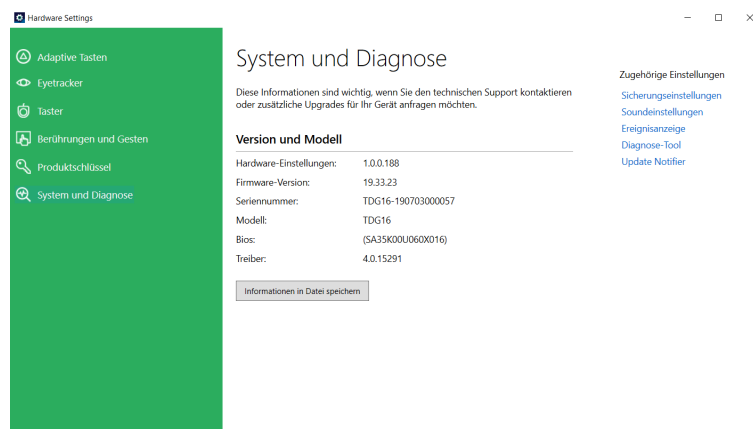 Hardware Settings
Adaptive Tasten
Eyetracker
Taster
Berührungen und Gesten
Produktschlüssel
System und Diagnose
System und Diagnose
Diese Informationen sind wichtig, wenn Sie den technischen Support kontaktieren
oder zusätzliche Upgrades für Ihr Gerät anfragen möchten.
Version und Modell
Hardware-Einstellungen: 1.0.0.188
Firmware-Version: 19.33.23
Seriennummer: TDG16-190703000057
Modell: TDG16
Bios: (SA35K00U060X016)
Treiber: 4.0.15291
Informationen in Datei speichern
Zugehörige Einstellungen
Sicherungseinstellungen
Soundeinstellungen
Ereignisanzeige
Diagnose-Tool
Update Notifier